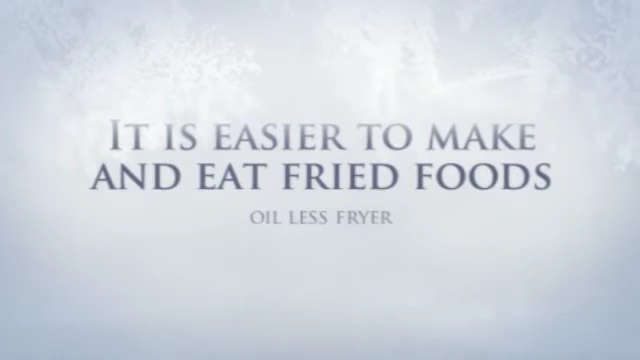 It is easier to make
and eat fried foods
oil less fryer